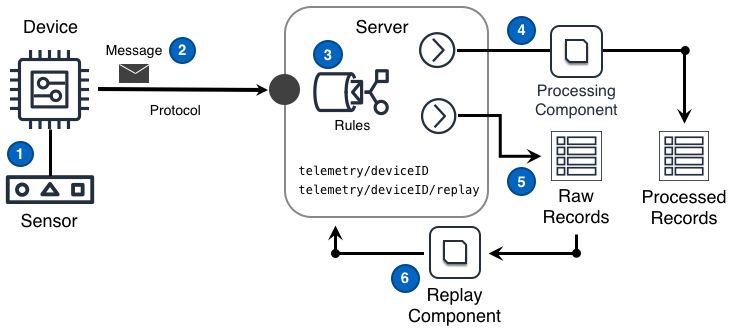 Device
Message
2
Protocol
1
Sensor
Server
3
Rules
telemetry/deviceID
telemetry/deviceID/replay
4
Processing
Component
5
Raw
Records
Processed
Records
6
Replay
Component